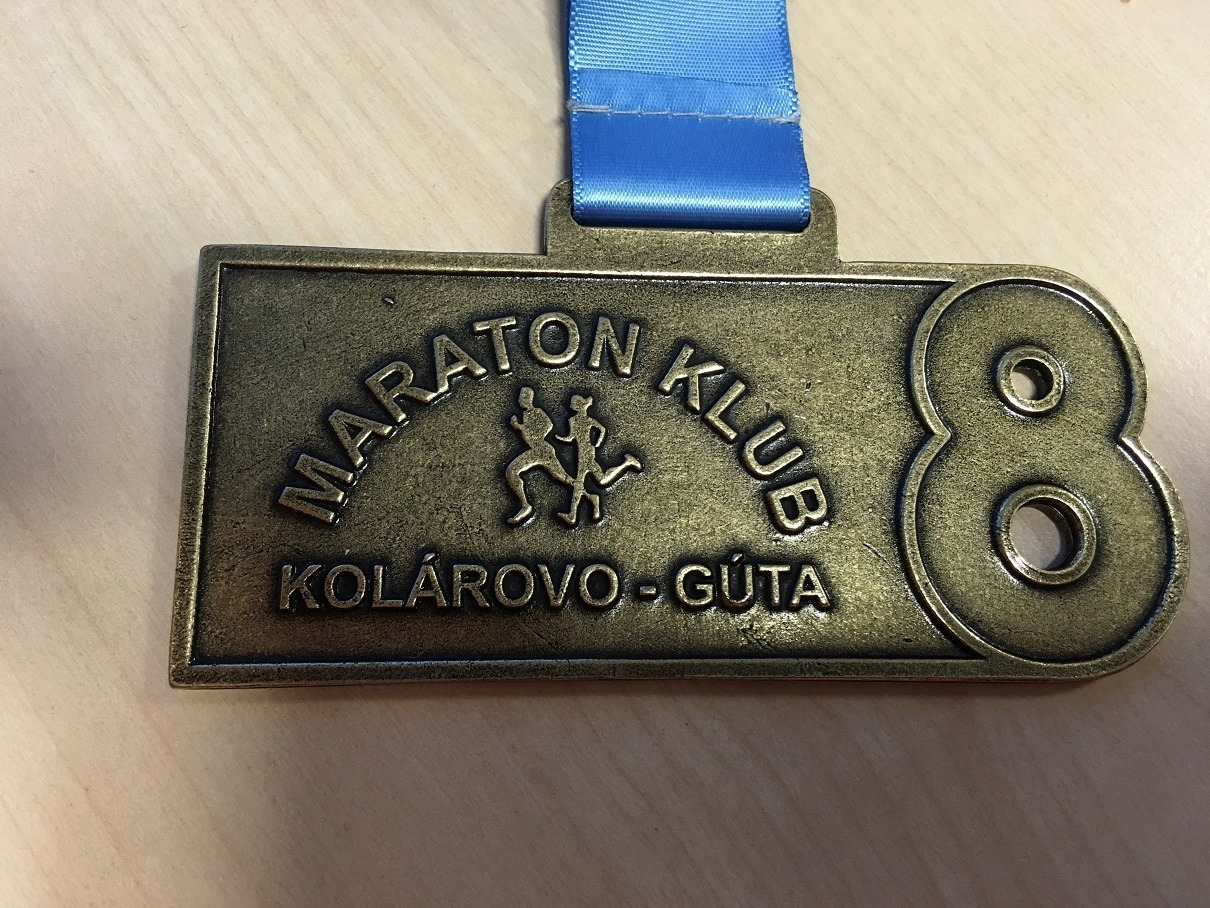 MARATON KLUB
KOLÁROVO - GÚTA
8